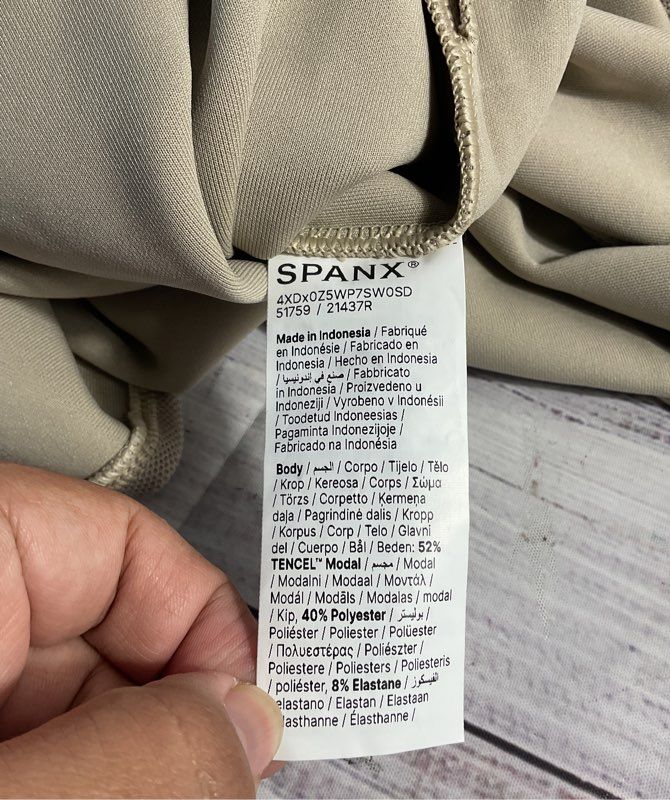 SPANX®
4XDx0Z5WP7SW0SD
51759 / 21437R
Made in Indonesia / Fabriqué
en Indonésie / Fabricado en
Indonesia / Hecho en Indonesia
/ صنع في إندونيسيا / Fabbricato
in Indonesia / Proizvedeno u
Indoneziji / Vyrobeno v Indonésii
/ Toodetud Indoneesias /
Pagaminta Indonezijoje /
Fabricado na Indonésia
Body / الجسم / Corpo / Tijelo / Tělo
/ Krop / Kereosa / Corps / Σώμα
/ Törzs / Corpetto / Ķermeņa
daļa / Pagrindinė dalis / Kropp
/ Korpus / Corp / Telo / Glavni
del / Cuerpo / Bål / Beden: 52%
TENCEL™ Modal / مجسم / Modal
/ Modalni / Modaal / Μοντάλ /
Modál / Modāls / Modalas / modal
/ Kip, 40% Polyester / بوليستر /
Poliéster / Poliester / Polüester
/ Πολυεστέρας / Poliészter /
Poliestere / Poliesters / Poliesteris
/ poliéster, 8% Elastane / الفيسكوز
elastano / Elastan / Elastaan
lasthanne / Élasthanne /